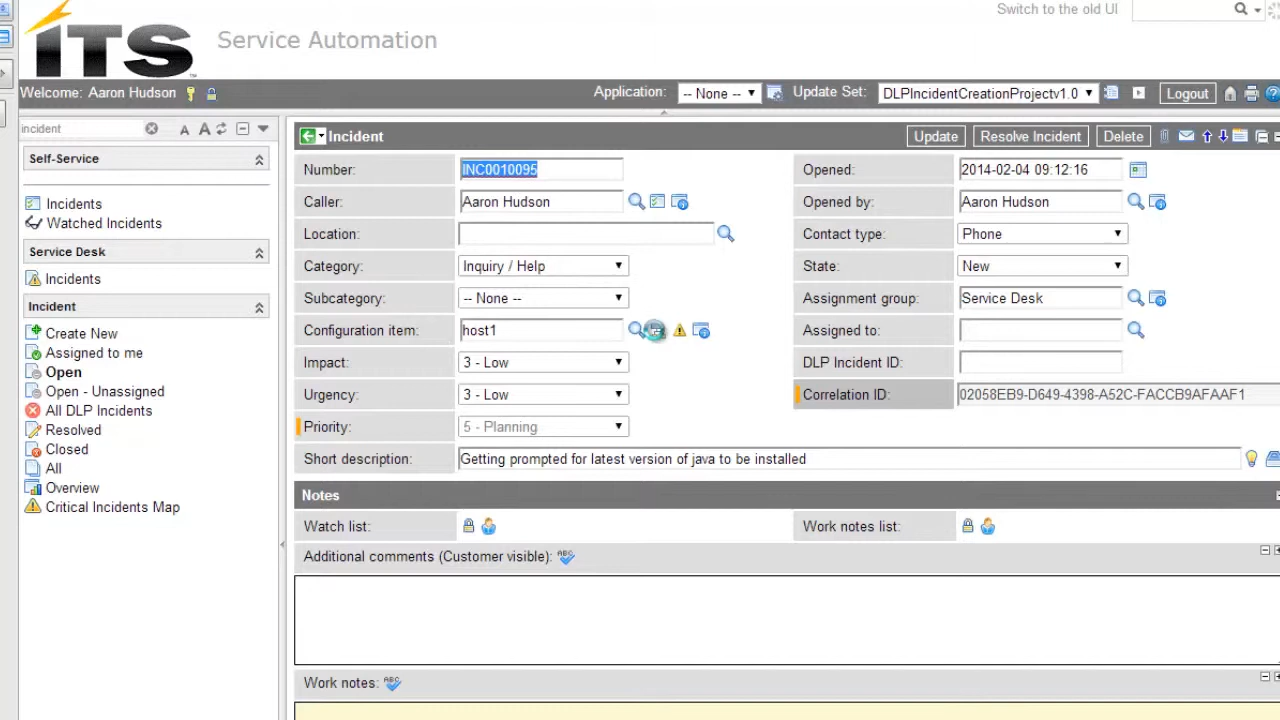 Switch to the old UI
ITS
Service Automation
Welcome: Aaron Hudson
Application: -- None --
Update Set: DLPIncidentCreationProjectv1.0
Logout
incident
A A
Self-Service
Incidents
Watched Incidents
Service Desk
Incidents
Incident
Create New
Assigned to me
Open
Open - Unassigned
All DLP Incidents
Resolved
Closed
All
Overview
Critical Incidents Map
Incident
Update
Resolve Incident
Delete
Number: INC0010095
Caller: Aaron Hudson
Location:
Category: Inquiry / Help
Subcategory: -- None --
Configuration item: host1
Impact: 3 - Low
Urgency: 3 - Low
Priority: 5 - Planning
Opened: 2014-02-04 09:12:16
Opened by: Aaron Hudson
Contact type: Phone
State: New
Assignment group: Service Desk
Assigned to:
DLP Incident ID:
Correlation ID: 02058EB9-D649-4398-A52C-FACCB9AFAAF1
Short description: Getting prompted for latest version of java to be installed
Notes
Watch list:
Work notes list:
Additional comments (Customer visible): ABC
Work notes: ABC